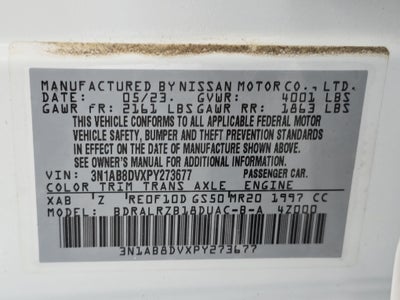 MANUFACTURED BY NISSAN MOTOR CO., LTD.
DATE: 05/23. GVWR: 4001 LBS
GAWR FR: 2161 LBS GAWR RR: 1863 LBS
THIS VEHICLE CONFORMS TO ALL APPLICABLE FEDERAL MOTOR
VEHICLE SAFETY, BUMPER AND THEFT PREVENTION STANDARDS
IN EFFECT ON THE DATE OF MANUFACTURE SHOWN ABOVE.
SEE OWNER'S MANUAL FOR ADDITIONAL INFORMATION.
VIN: 3N1AB8DVXPY273677 PASSENGER CAR.
COLOR TRIM TRANS AXLE ENGINE
XAB Z RE0F10D GS50 MR20 1997 CC
MODEL: BDRALRZB18DUAC-B-A 4Z000
3N1AB8DVXPY273677